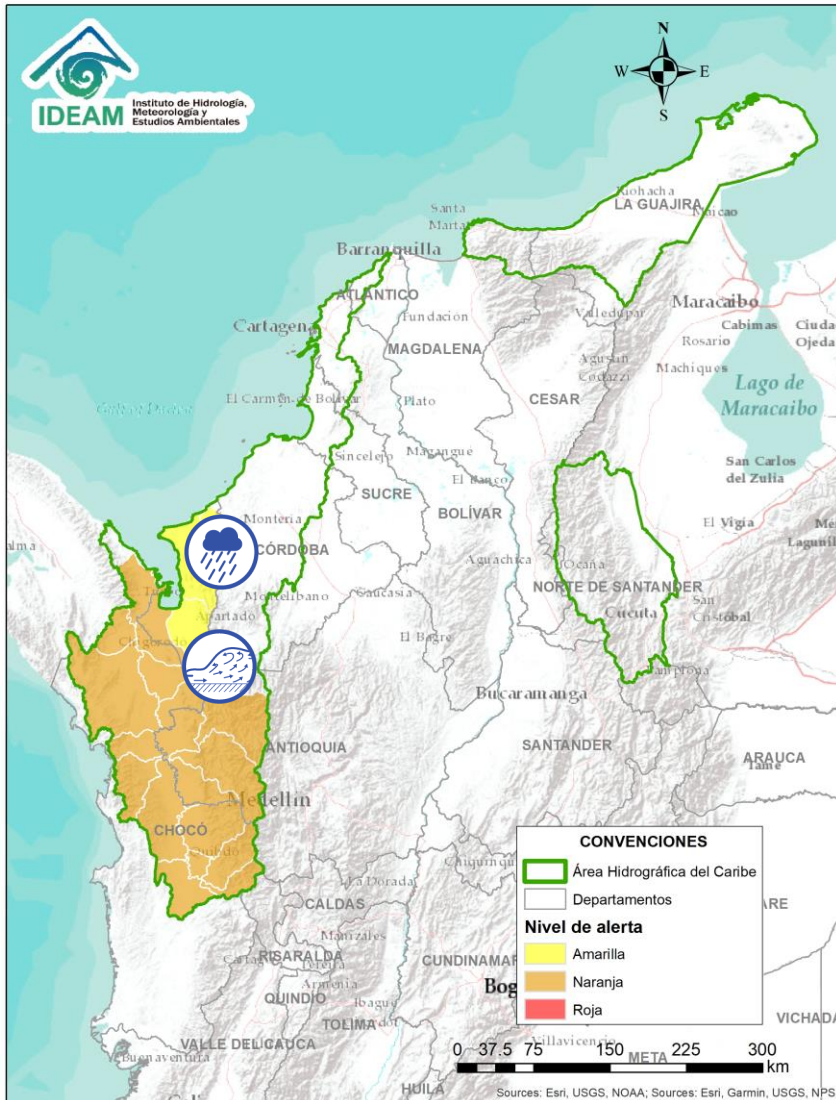 N
W E
S
IDEAM
Instituto de Hidrología,
Meteorología y
Estudios Ambientales
Riohacha
LA GUAJIRA
Maicao
Santa
Marta
Barranquilla
ATLANTICO
Fundación
Cartagena
MAGDALENA
Valledupar
Maracaibo
Cabimas
Ciudad
Ojeda
Rosario
Machiques
Agustín
Codazzi
CESAR
Lago de
Maracaibo
El Carmen de Bolívar
Plato
Sincelejo
Magangué
San Carlos
del Zulia
SUCRE
El Banco
BOLÍVAR
El Vigía
Montería
CÓRDOBA
Aguachica
Ocaña
NORTE DE SANTANDER
Cúcuta
San
Cristóbal
Montelíbano
Caucasia
Apartadó
Chigorodó
El Bagre
Pamplona
Bucaramanga
SANTANDER
ARAUCA
Tame
ANTIOQUIA
Medellín
CHOCÓ
Quibdó
La Dorada
CALDAS
Manizales
RISARALDA
Pereira
Armenia
QUINDÍO
Ibagué
TOLIMA
VALLE DEL CAUCA
Buenaventura
HUILA
CUNDINAMAR
Bog
Villavicencio
META
VICHADA
CONVENCIONES
Área Hidrográfica del Caribe
Departamentos
Nivel de alerta
Amarilla
Naranja
Roja
0 37.5 75 150 225 300
km
Sources: Esri, USGS, NOAA; Sources: Esri, Garmin, USGS, NPS